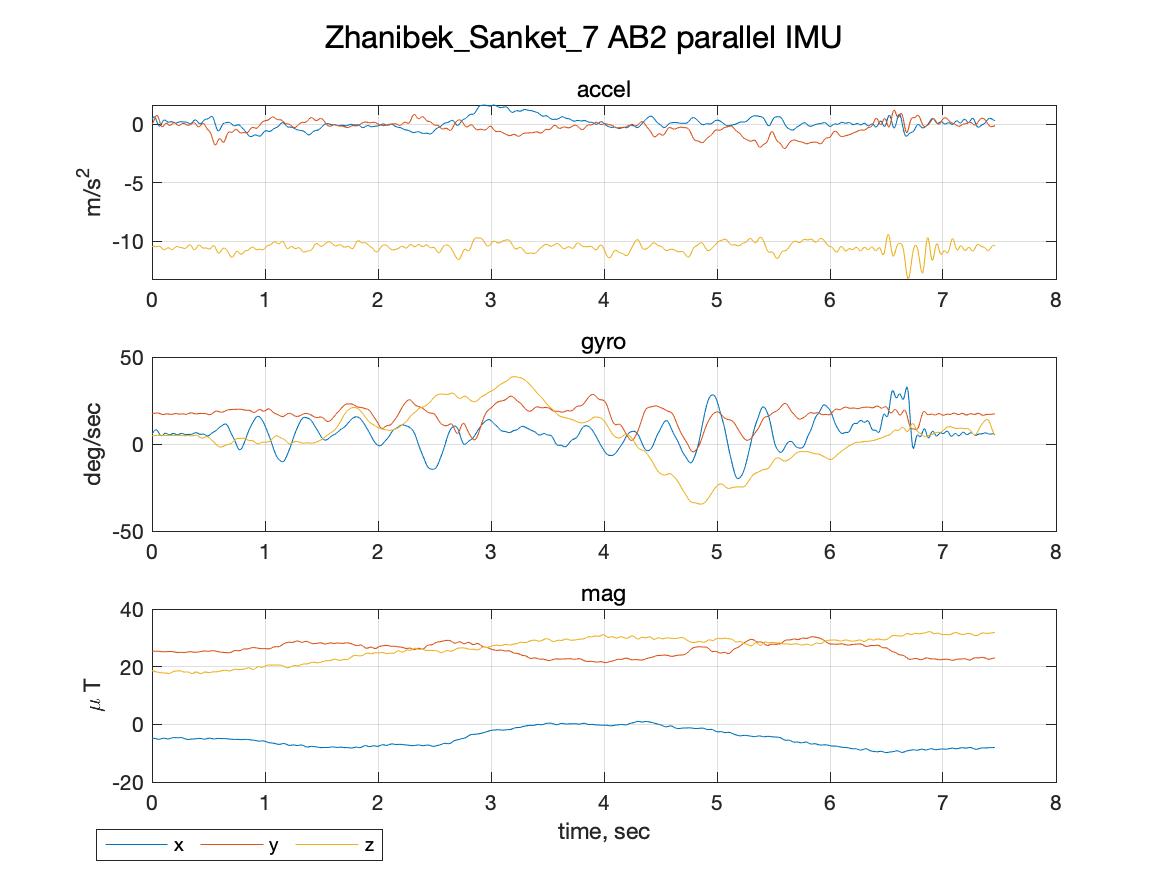 Zhanibek_Sanket_7 AB2 parallel IMU
accel
m/s²
0
-5
-10
0 1 2 3 4 5 6 7 8
gyro
deg/sec
50
0
-50
0 1 2 3 4 5 6 7 8
mag
μ T
40
20
0
-20
0 1 2 3 4 5 6 7 8
time, sec
x y z